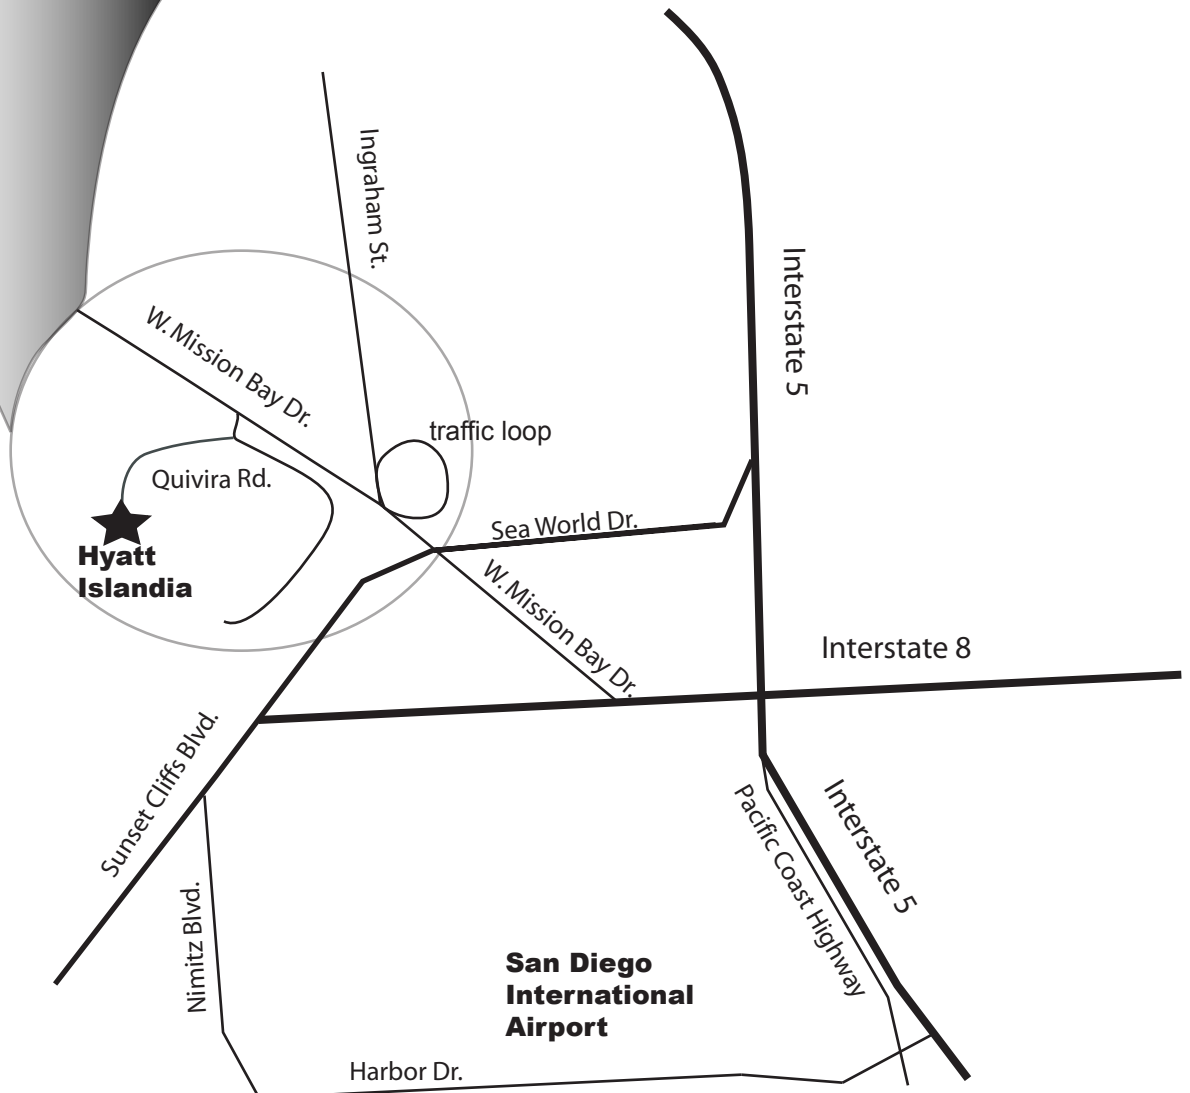 Ingraham St.
Interstate 5
W. Mission Bay Dr.
traffic loop
Quivira Rd.
Sea World Dr.
Hyatt
Islandia
W. Mission Bay Dr.
Interstate 8
Sunset Cliffs Blvd.
Interstate 5
Pacific Coast Highway
Nimitz Blvd.
San Diego
International
Airport
Harbor Dr.